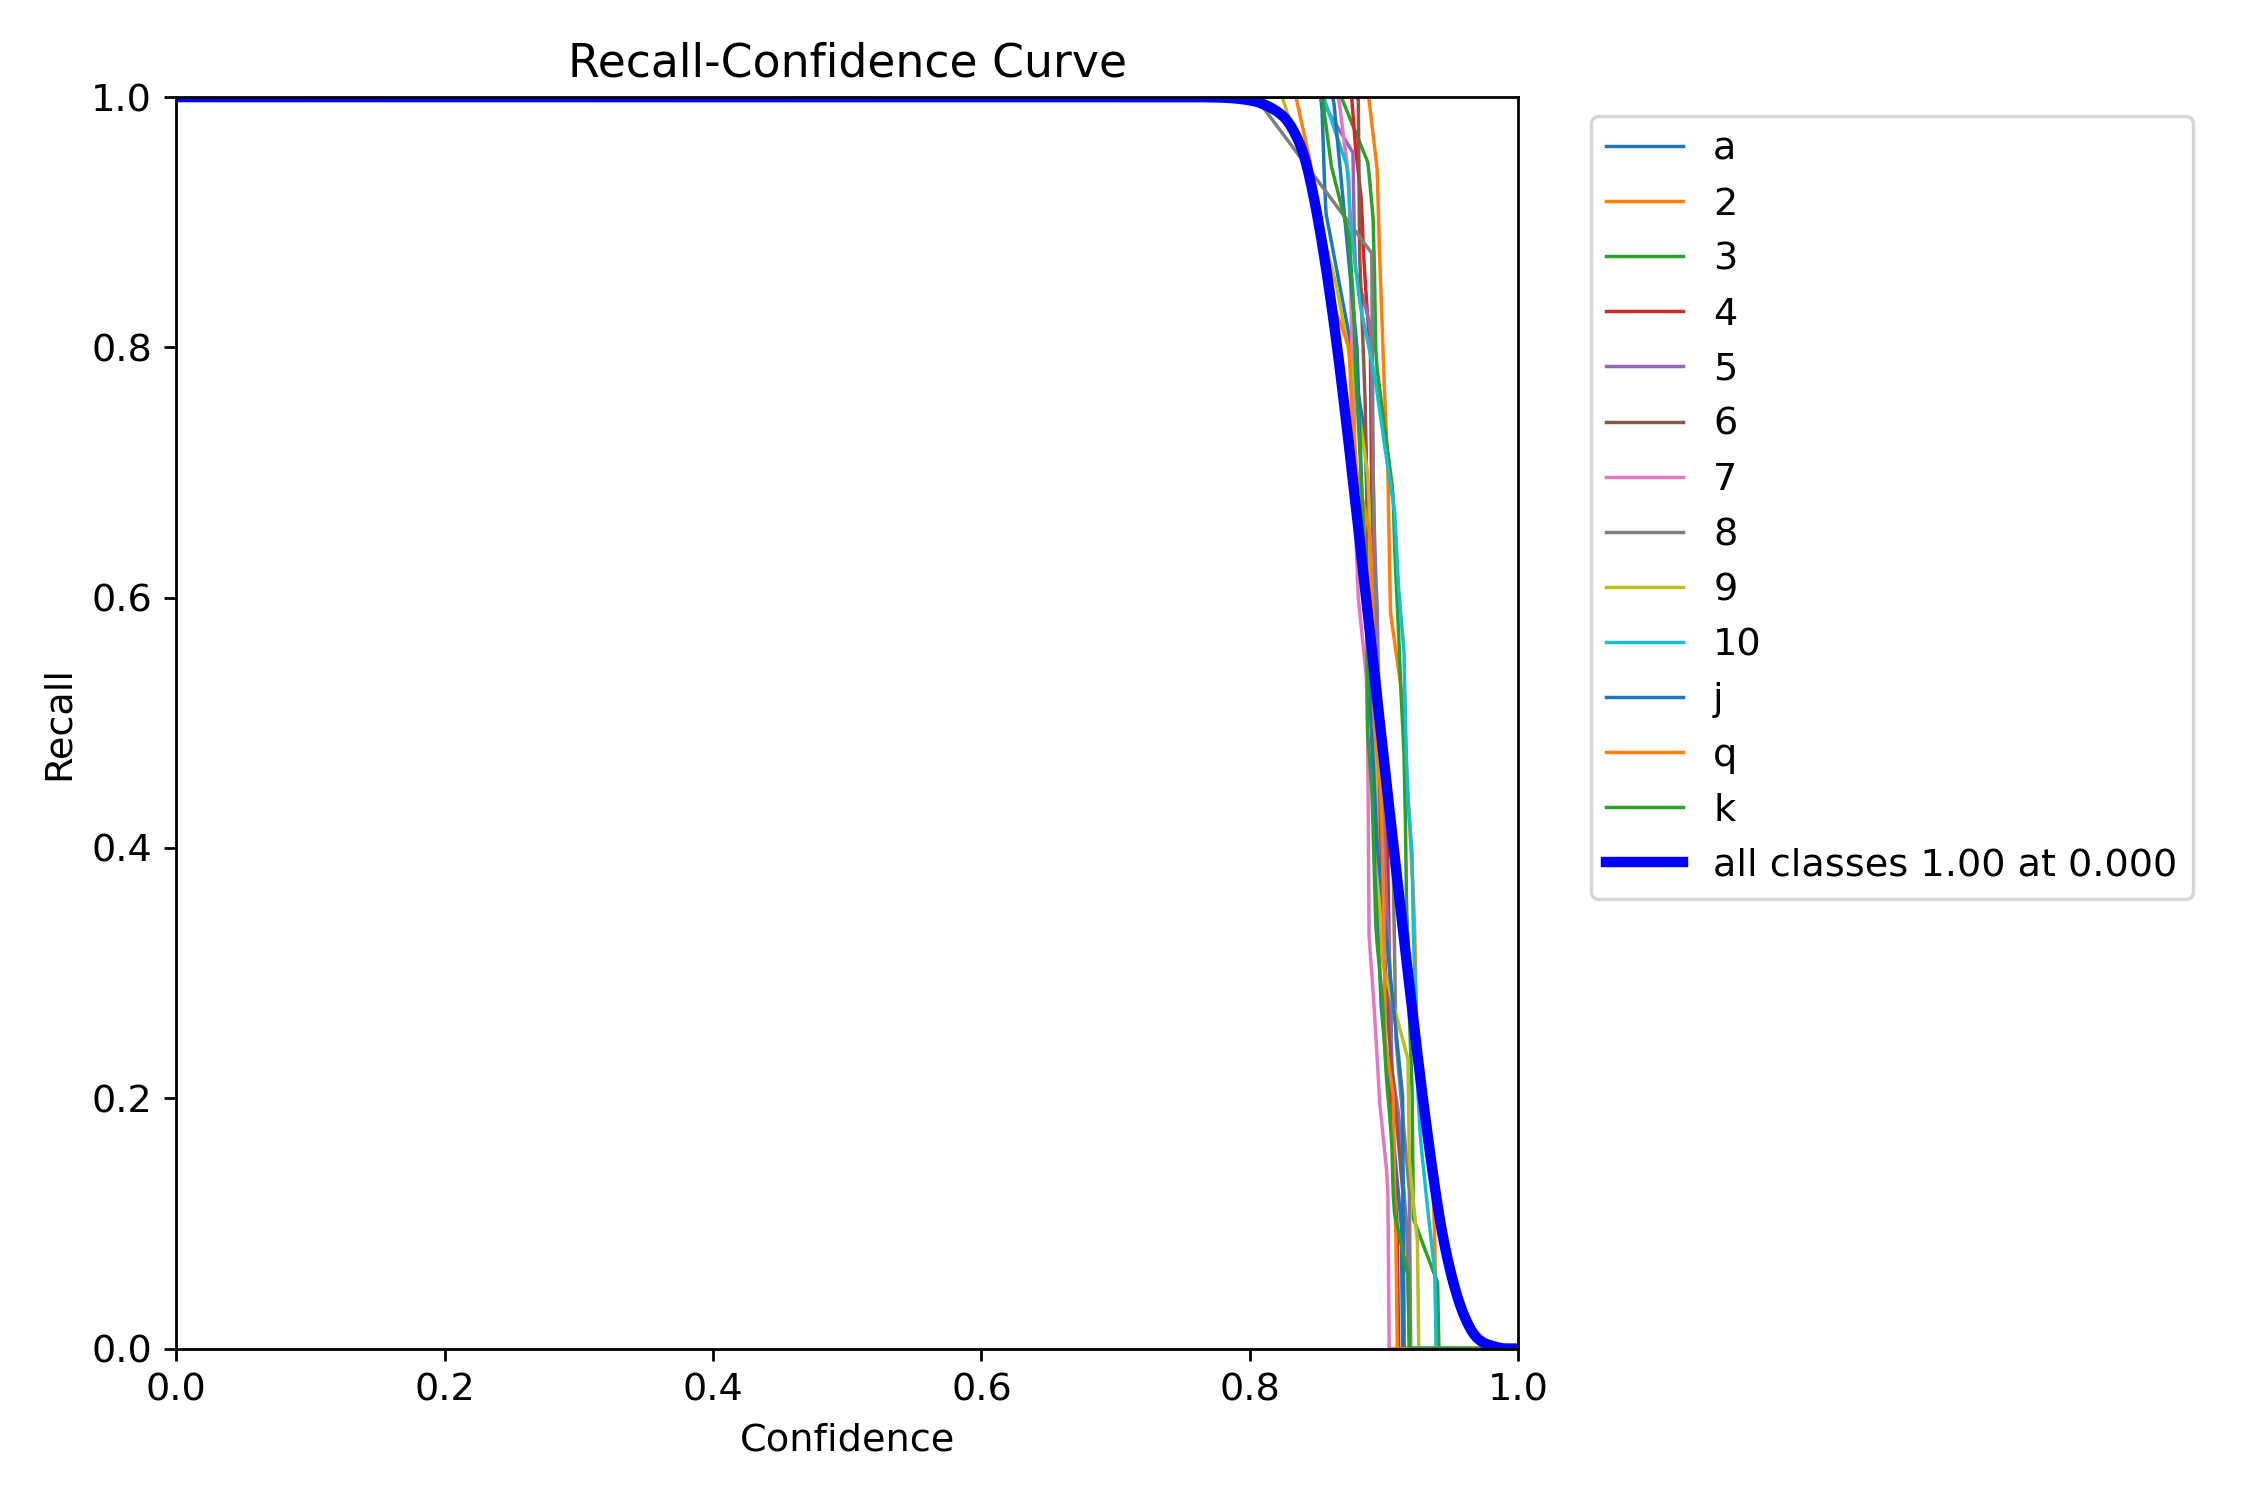 Recall-Confidence Curve
1.0
0.8
0.6
0.4
0.2
0.0
Recall
0.0 0.2 0.4 0.6 0.8 1.0
Confidence
a
2
3
4
5
6
7
8
9
10
j
q
k
all classes 1.00 at 0.000